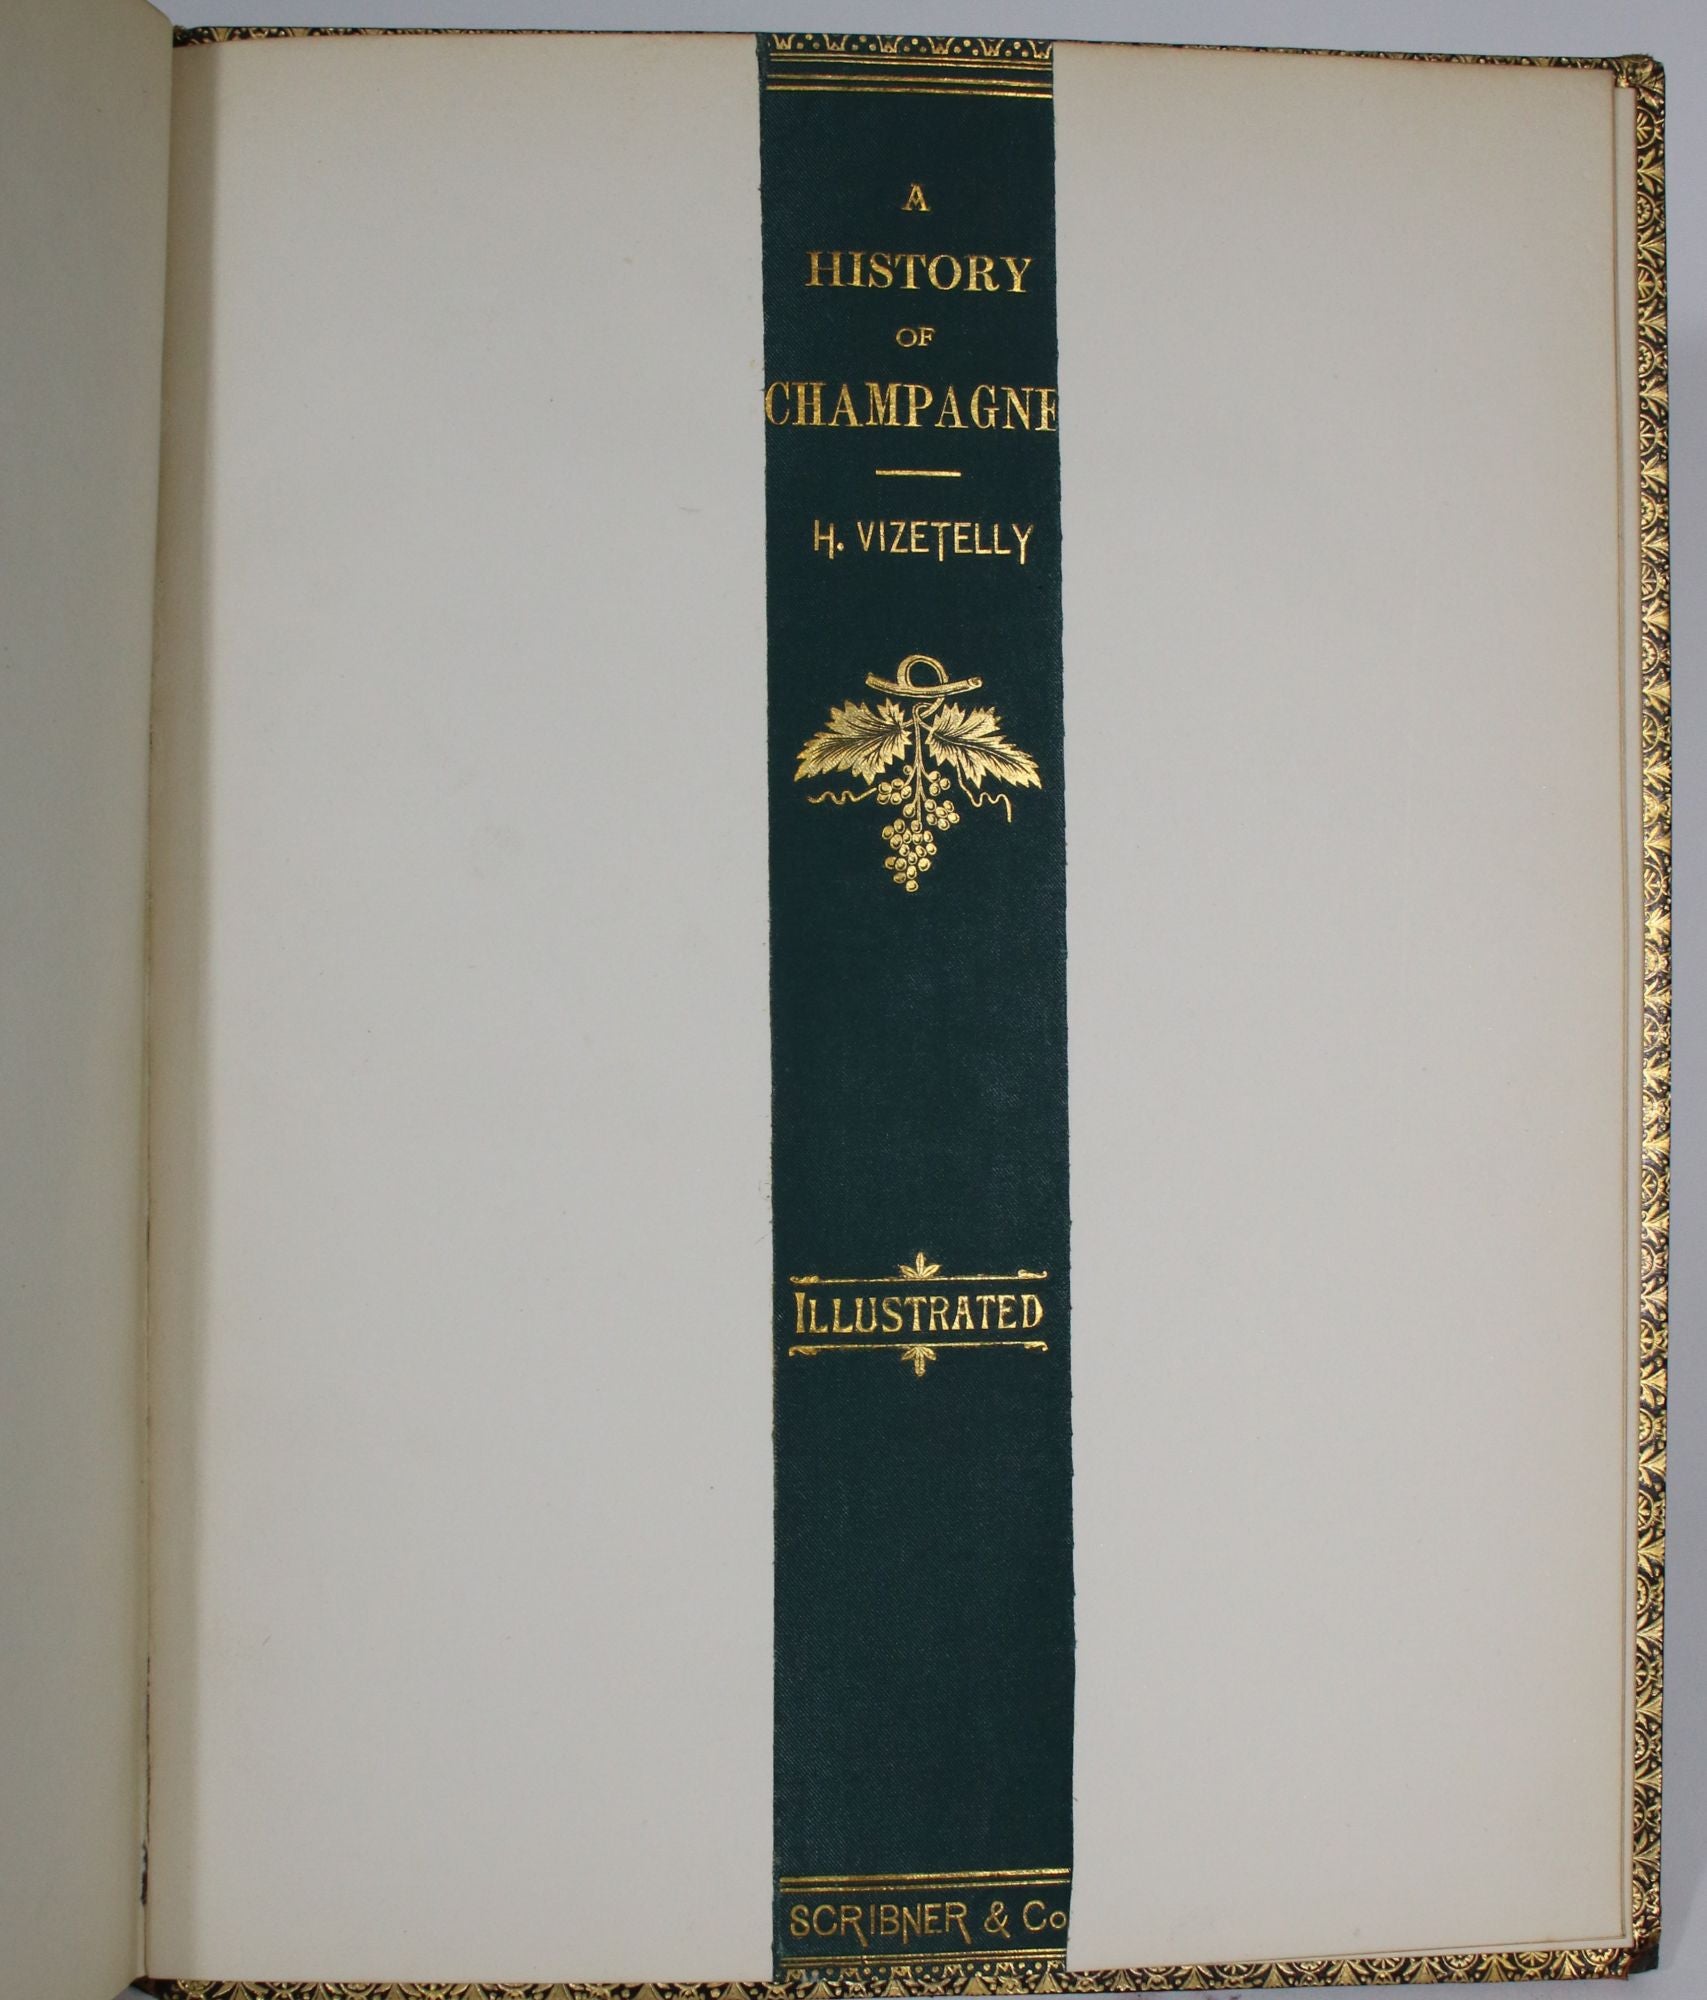 A
HISTORY
OF
CHAMPAGNE
H. VIZETELLY
ILLUSTRATED
SCRIBNER & Co